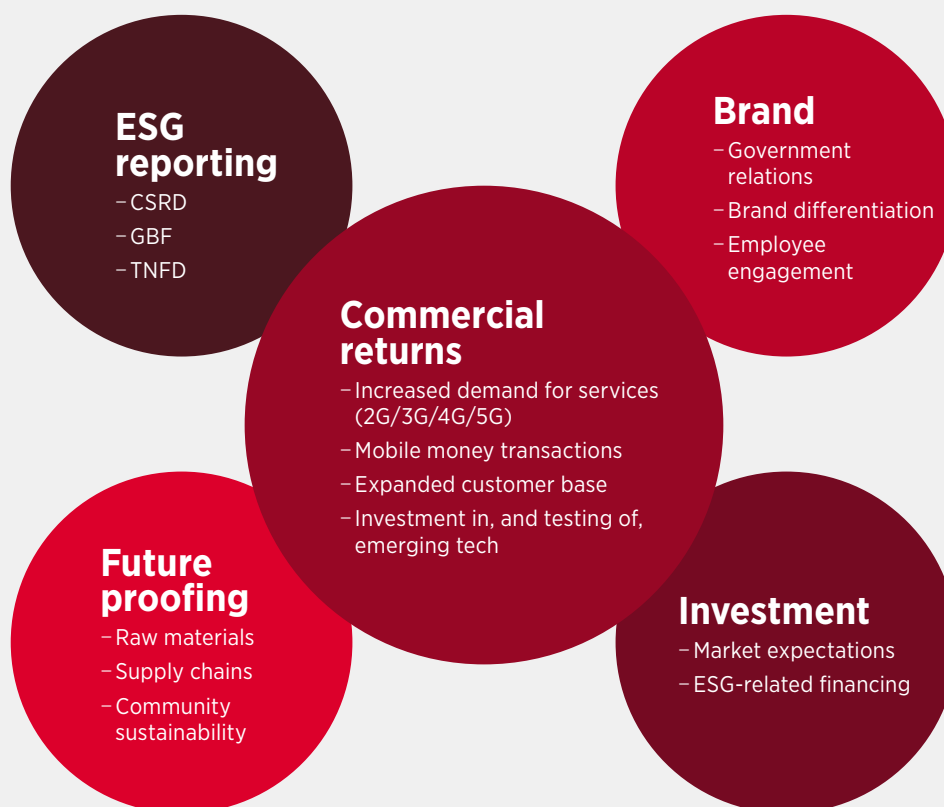 ESG
reporting
– CSRD
– GBF
– TNFD
Brand
– Government
relations
– Brand differentiation
– Employee
engagement
Commercial
returns
– Increased demand for services
(2G/3G/4G/5G)
– Mobile money transactions
– Expanded customer base
– Investment in, and testing of,
emerging tech
Future
proofing
– Raw materials
– Supply chains
– Community
sustainability
Investment
– Market expectations
– ESG-related financing